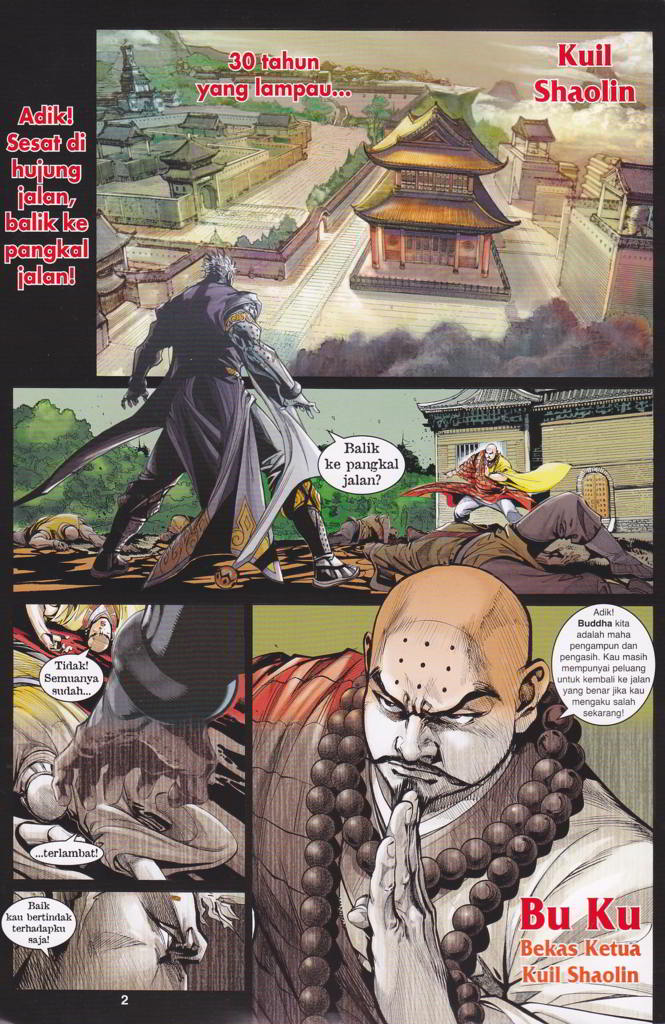 30 tahun
yang lampau...
Kuil
Shaolin
Adik!
Sesat di
hujung
jalan,
balik ke
pangkal
jalan!
Balik
ke pangkal
jalan?
Tidak!
Semuanya
sudah...
...terlambat!
Baik
kau bertindak
terhadapku
saja!
Adik!
Buddha kita
adalah maha
pengampun dan
pengasih. Kau masih
mempunyai peluang
untuk kembali ke jalan
yang benar jika kau
mengaku salah
sekarang!
Bu Ku
Bekas Ketua
Kuil Shaolin
2